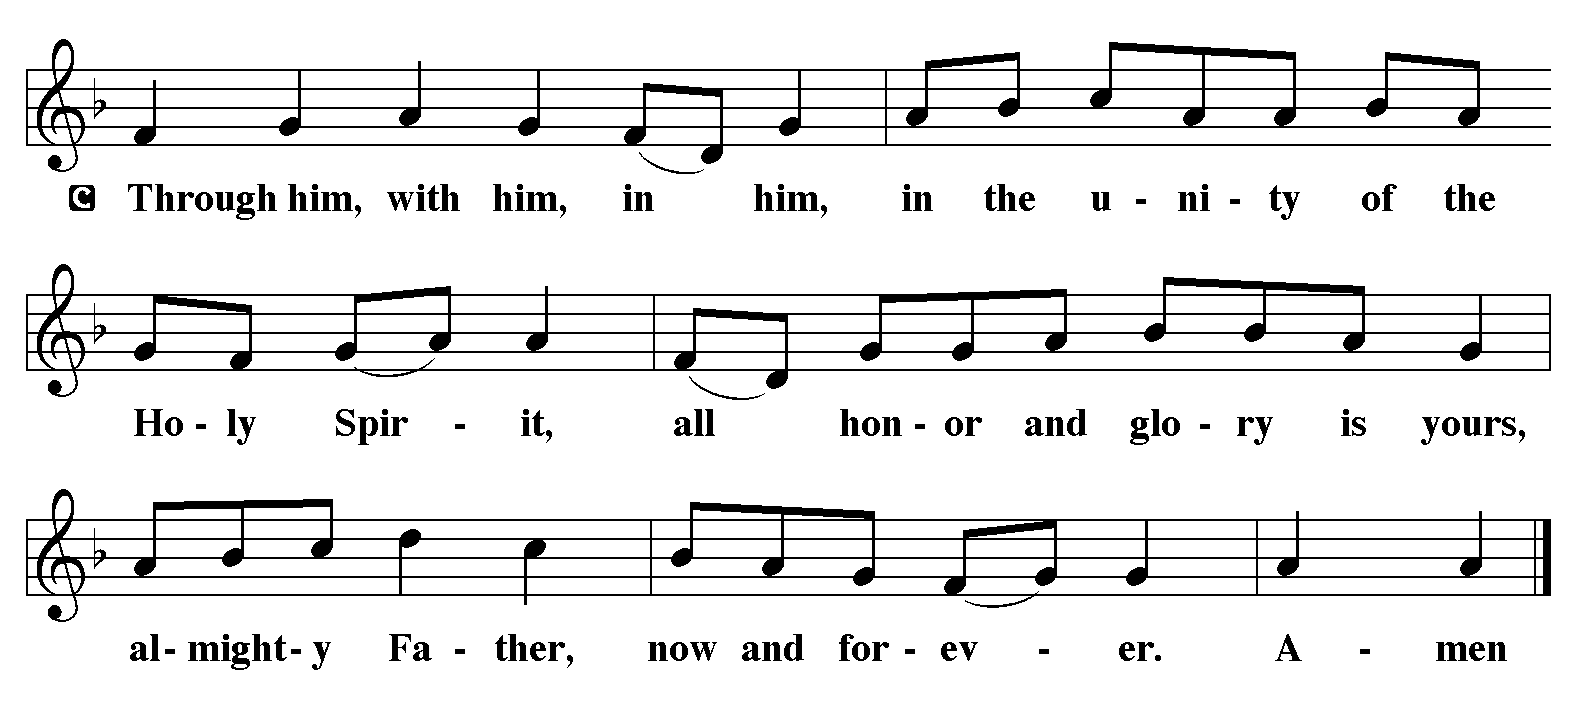 C Through him, with him, in him, in the u - ni - ty of the
Ho - ly Spir - it, all hon - or and glo - ry is yours,
al - might - y Fa - ther, now and for - ev - er. A - men